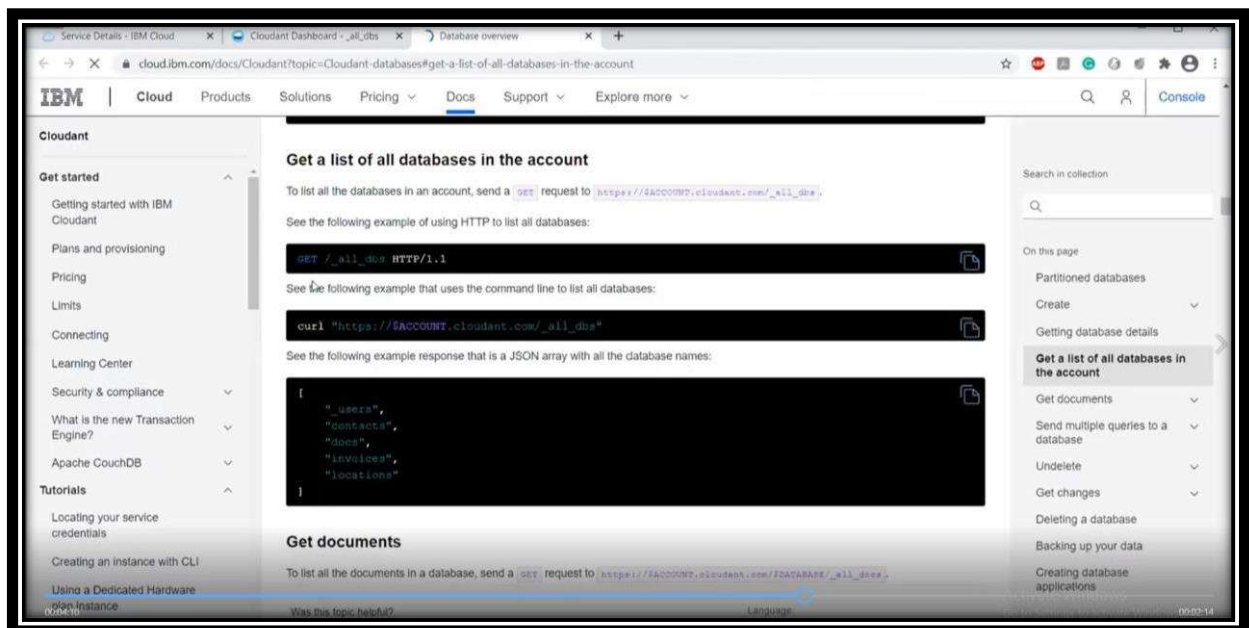 Service Details - IBM Cloud
Cloudant Dashboard - _all_dbs
Database overview
cloud.ibm.com/docs/Cloudant?topic=Cloudant-databases#get-a-list-of-all-databases-in-the-account
IBM
Cloud
Products
Solutions
Pricing
Docs
Support
Explore more
Console
Cloudant
Get started
Getting started with IBM
Cloudant
Plans and provisioning
Pricing
Limits
Connecting
Learning Center
Security & compliance
What is the new Transaction
Engine?
Apache CouchDB
Tutorials
Locating your service
credentials
Creating an instance with CLI
Using a Dedicated Hardware
plan instance
00:04:10
Get a list of all databases in the account
To list all the databases in an account, send a GET request to https://$ACCOUNT.cloudant.com/_all_dbs.
See the following example of using HTTP to list all databases:
GET /_all_dbs HTTP/1.1
See the following example that uses the command line to list all databases:
curl "https://$ACCOUNT.cloudant.com/_all_dbs"
See the following example response that is a JSON array with all the database names:
[
"_users",
"contacts",
"docs",
"invoices",
"locations"
]
Get documents
To list all the documents in a database, send a GET request to https://$ACCOUNT.cloudant.com/$DATABASE/_all_docs.
Was this topic helpful?
Language:
Search in collection
On this page
Partitioned databases
Create
Getting database details
Get a list of all databases in
the account
Get documents
Send multiple queries to a
database
Undelete
Get changes
Deleting a database
Backing up your data
Creating database
applications
00:02:14